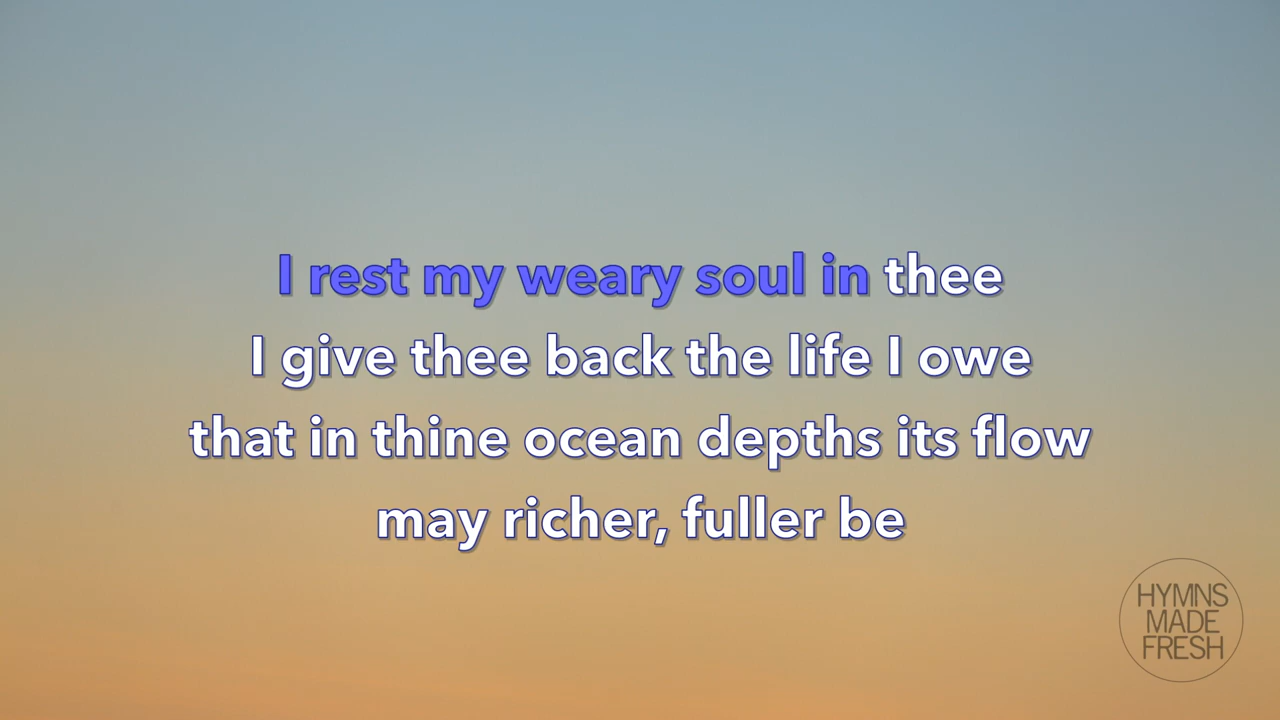 I rest my weary soul in thee
I give thee back the life I owe
that in thine ocean depths its flow
may richer, fuller be
HYMNS
MADE
FRESH